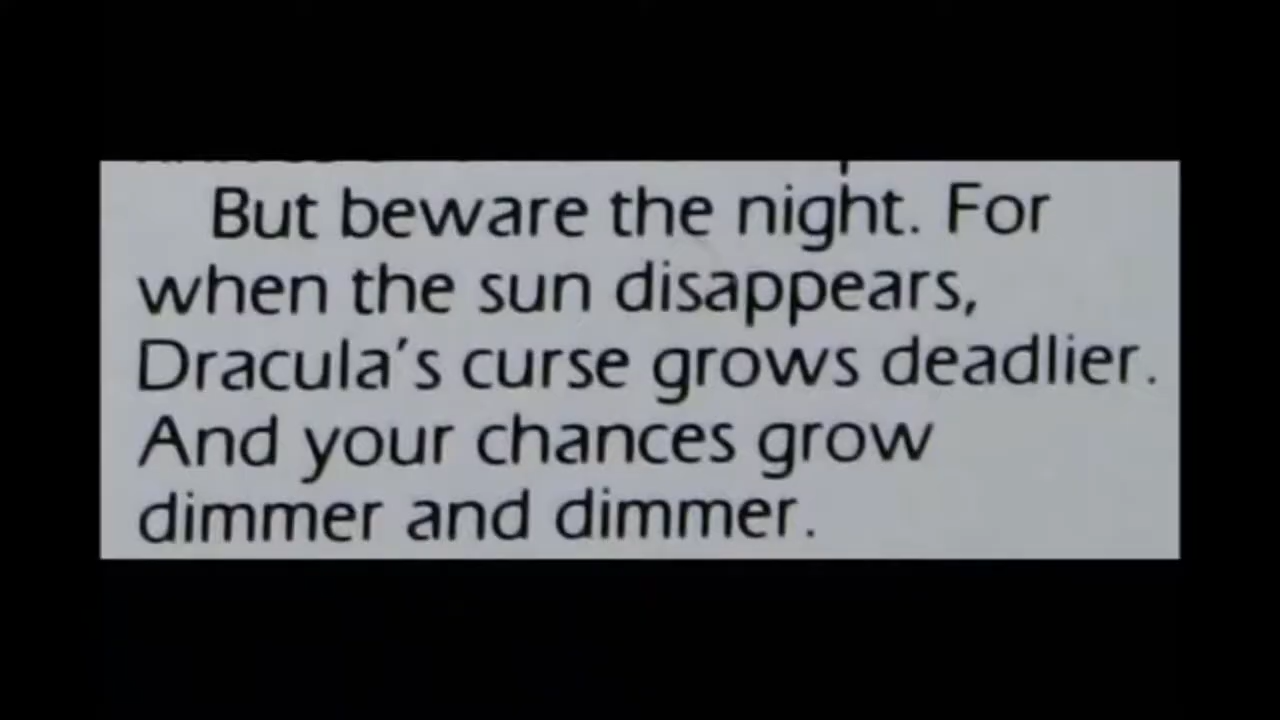 But beware the night. For
when the sun disappears,
Dracula's curse grows deadlier.
And your chances grow
dimmer and dimmer.